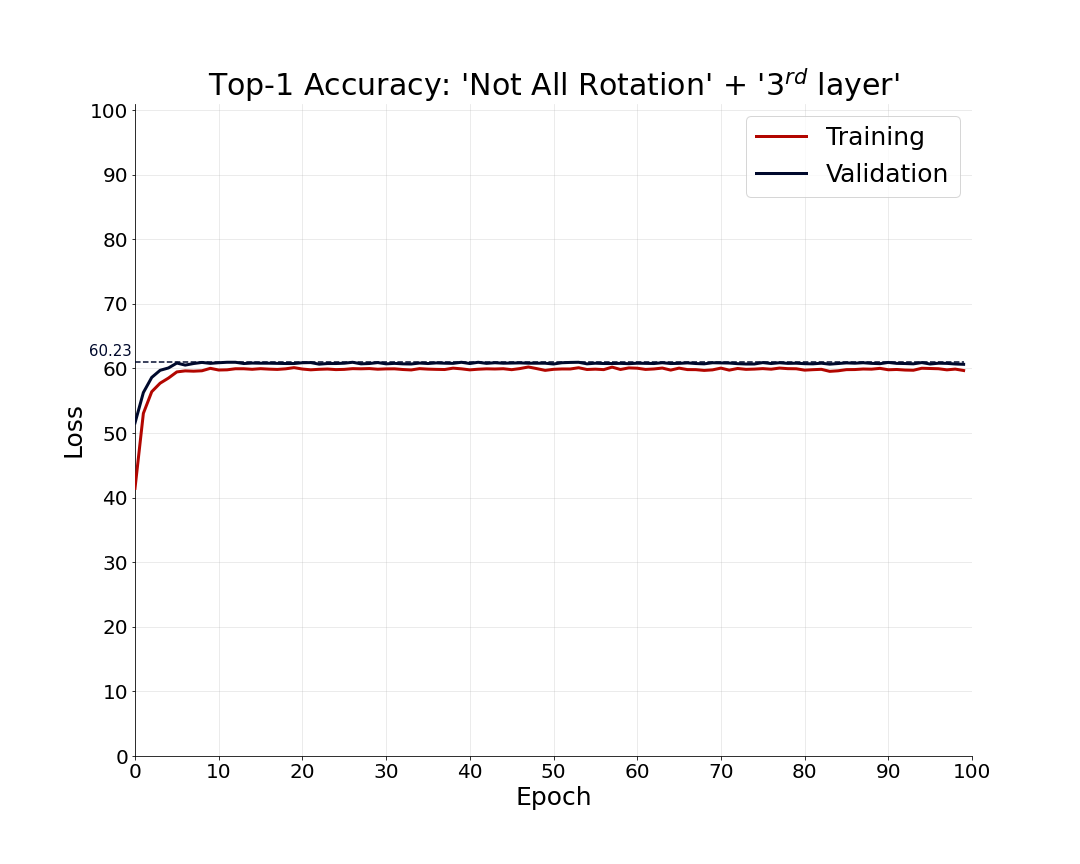 Top-1 Accuracy: 'Not All Rotation' + '3rd layer'
100
90
80
70
60.23
60
50
40
30
20
10
0
Loss
Training
Validation
0 10 20 30 40 50 60 70 80 90 100
Epoch